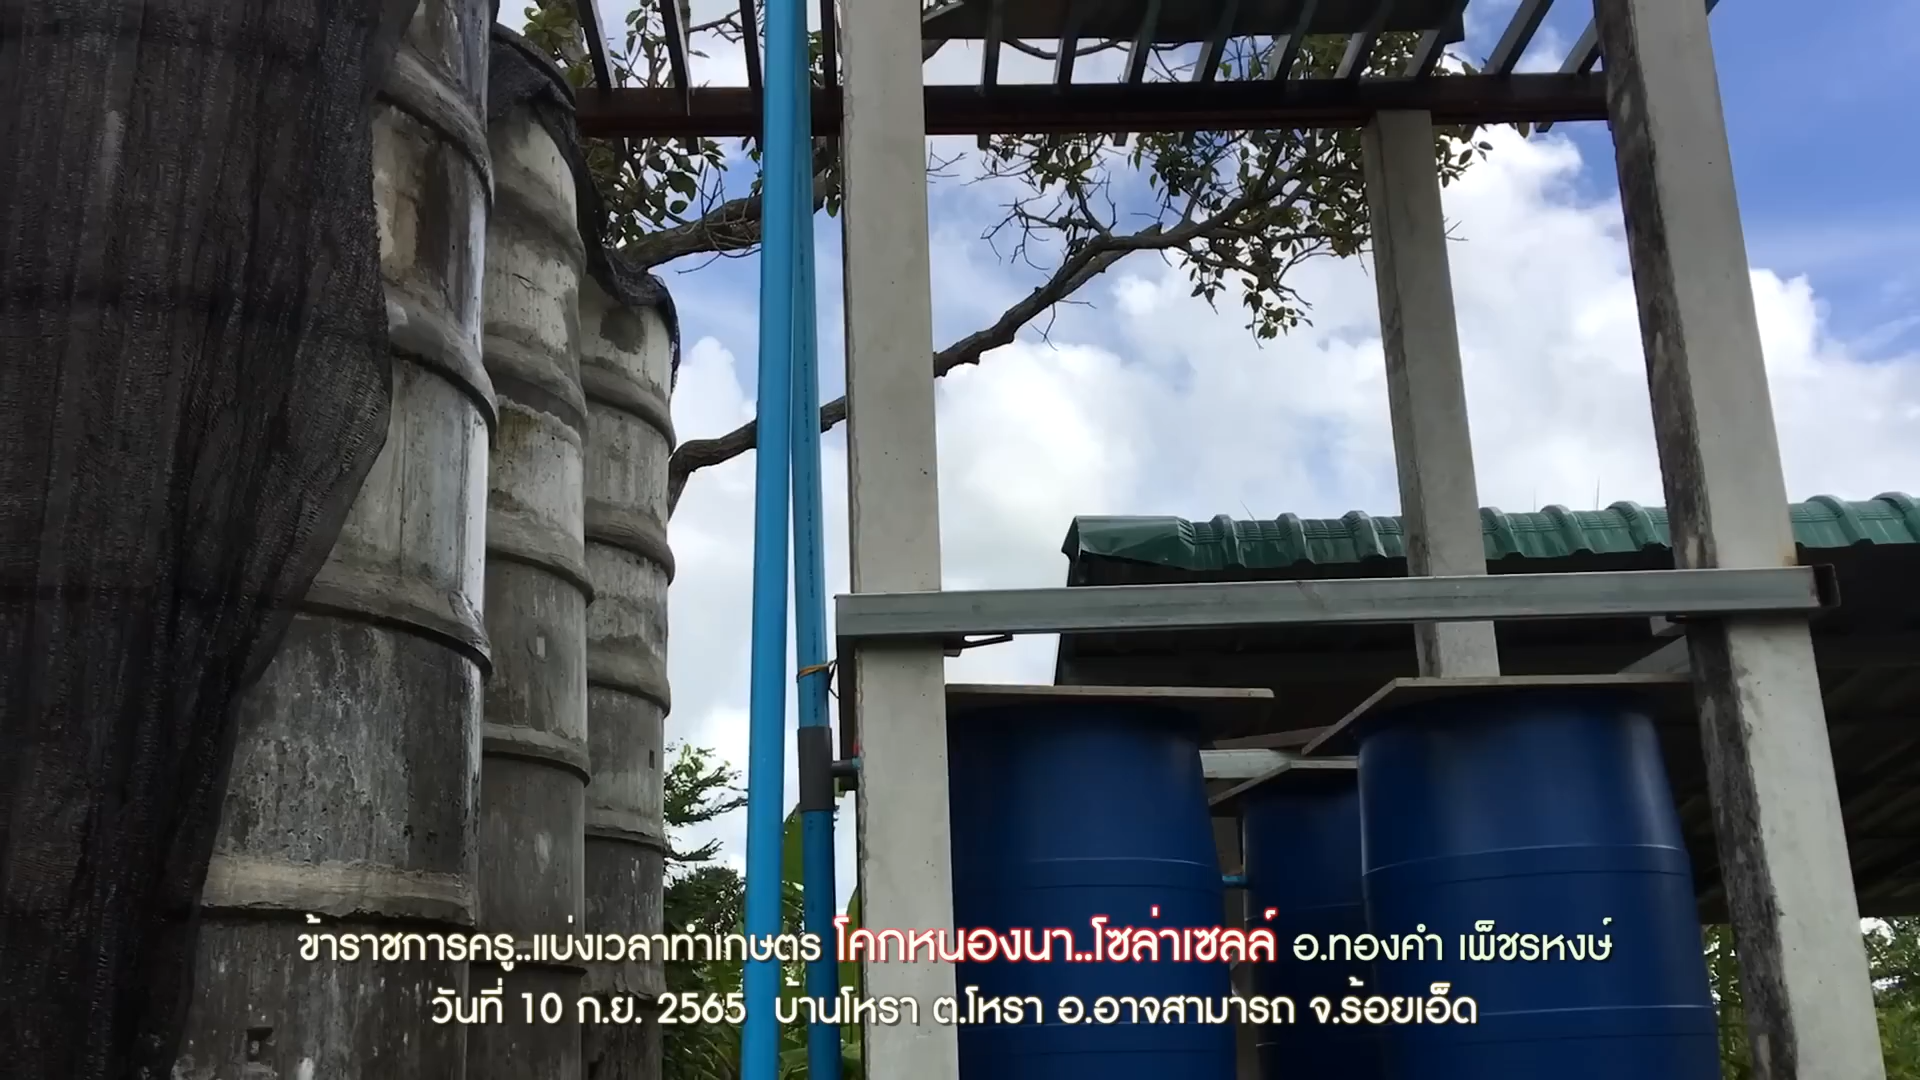 ข้าราชการครู..แบ่งเวลาทำเกษตร โคกหนองนา..โซล่าเซลล์ อ.ทองคำ เพ็ชรหงษ์
วันที่ 10 ก.ย. 2565 บ้านโหรา ต.โหรา อ.อาจสามารถ จ.ร้อยเอ็ด